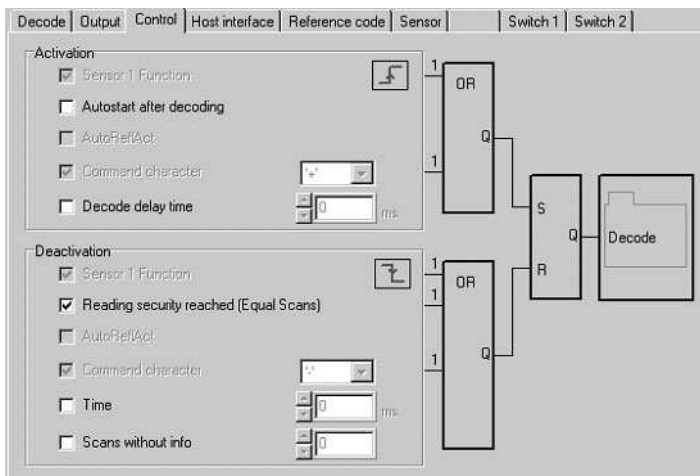 Decode Output Control Host interface Reference code Sensor Switch 1 Switch 2
Activation
Sensor 1 Function
1
OR
Autostart after decoding
AutoReflAct
Q
Command character
'+'
1
Decode delay time
0
ms
S
Q
Decode
R
Deactivation
Sensor 1 Function
1
OR
Reading security reached (Equal Scans)
1
AutoReflAct
Q
Command character
'-'
1
Time
0
ms
Scans without info
0